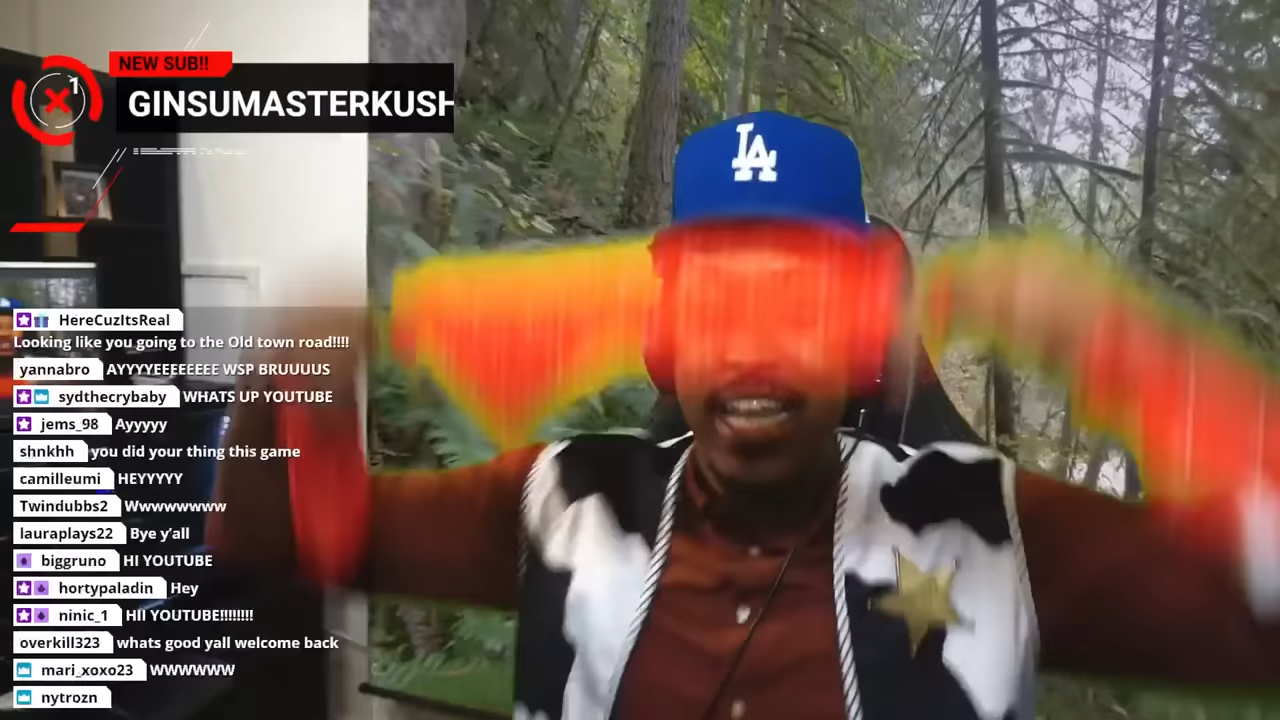 NEW SUB!!
1
GINSUMASTERKUSH
LA
HereCuzItsReal
Looking like you going to the Old town road!!!!
yannabro AYYYYEEEEEEEE WSP BRUUUUS
sydthecrybaby WHATS UP YOUTUBE
jems_98 Ayyyyy
shnkhh you did your thing this game
camilleumi HEYYYYY
Twindubbs2 Wwwwwwww
lauraplays22 Bye y'all
biggruno HI YOUTUBE
hortypaladin Hey
ninic_1 HII YOUTUBE!!!!!!!!
overkill323 whats good yall welcome back
mari_xoxo23 WWWWWW
nytrozn